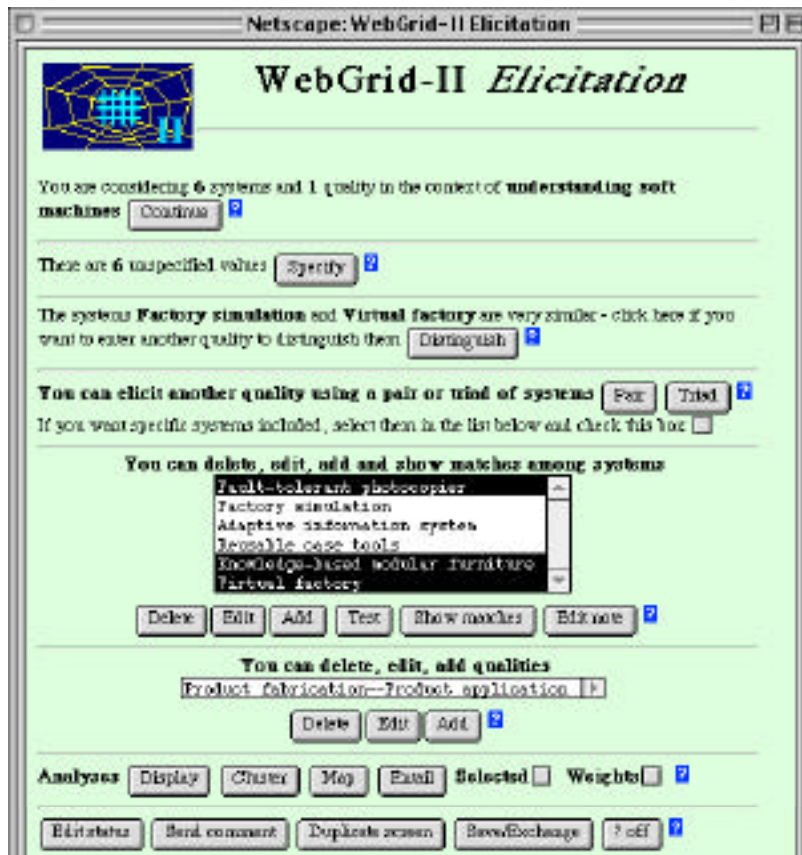 Netscape: WebGrid-II Elicitation
WebGrid-II Elicitation
II
You are considering 6 systems and 1 quality in the context of understanding soft
machines Continue ?
There are 6 unspecified values Specify ?
The systems Factory simulation and Virtual factory are very similar - click here if you
want to enter another quality to distinguish them Distinguish ?
You can elicit another quality using a pair or triad of systems Pair Triad ?
If you want specific systems included, select them in the list below and check this box
You can delete, edit, add and show matches among systems
Fault-tolerant photocopier
Factory simulation
Adaptive information system
Reusable case tools
Knowledge-based modular furniture
Virtual factory
Delete Edit Add Test Show matches Edit note ?
You can delete, edit, add qualities
Product fabrication--Product application
Delete Edit Add ?
Analyses Display Cluster Map Email Selected Weights ?
Edit status Send comment Duplicate screen Save/Exchange ? off ?